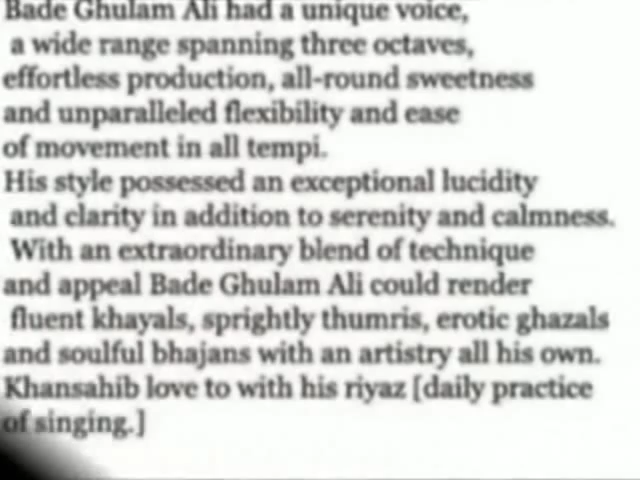 Bade Ghulam Ali had a unique voice,
a wide range spanning three octaves,
effortless production, all-round sweetness
and unparalleled flexibility and ease
of movement in all tempi.
His style possessed an exceptional lucidity
and clarity in addition to serenity and calmness.
With an extraordinary blend of technique
and appeal Bade Ghulam Ali could render
fluent khayals, sprightly thumris, erotic ghazals
and soulful bhajans with an artistry all his own.
Khansahib love to with his riyaz [daily practice
of singing.]